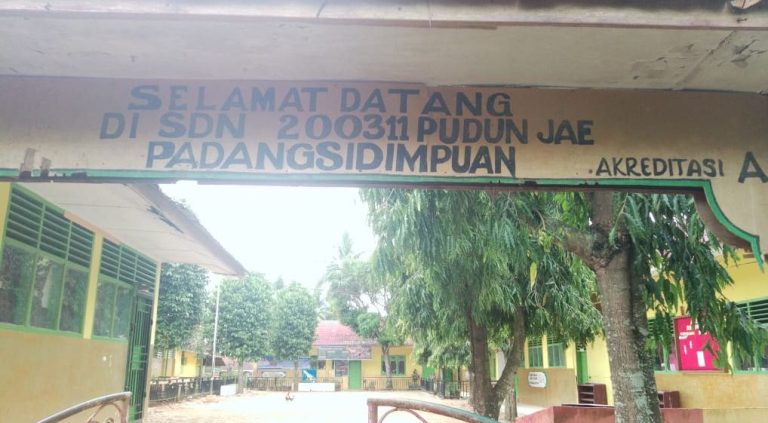 SELAMAT DATANG
DI SDN 200311 PUDUN JAE
PADANGSIDIMPUAN
AKREDITASI A